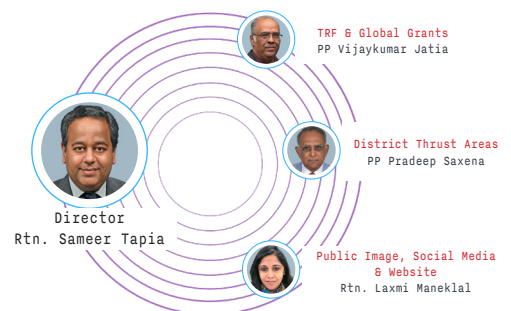 TRF & Global Grants
PP Vijaykumar Jatia
District Thrust Areas
PP Pradeep Saxena
Director
Rtn. Sameer Tapia
Public Image, Social Media
& Website
Rtn. Laxmi Maneklal